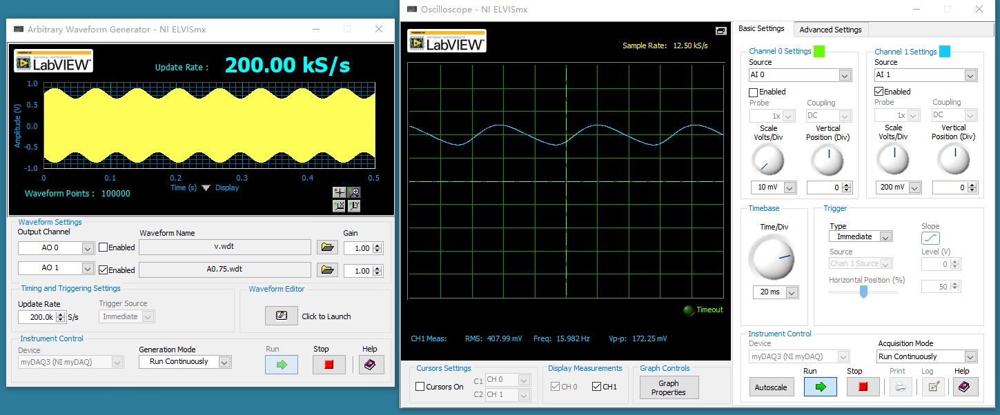 Arbitrary Waveform Generator - NI ELVISmx
POWERED BY
LabVIEW™
Update Rate : 200.00 kS/s
1.0
0.5
0.0
-0.5
-1.0
Amplitude (V)
0 0.1 0.2 0.3 0.4 0.5
Time (s) Display
Waveform Points : 100000
Waveform Settings
Output Channel Waveform Name Gain
AO 0 Enabled v.wdt 1.00
AO 1 Enabled A0.75.wdt 1.00
Timing and Triggering Settings
Update Rate Trigger Source
200.0k S/s Immediate
Waveform Editor
Click to Launch
Instrument Control
Device Generation Mode Run Stop Help
myDAQ3 (NI myDAQ) Run Continuously
Oscilloscope - NI ELVISmx
POWERED BY NATIONAL INSTRUMENTS
LabVIEW™
Sample Rate: 12.50 kS/s
Timeout
CH1 Meas: RMS: 407.99 mV Freq: 15.982 Hz Vp-p: 172.25 mV
Cursors Settings
Cursors On
C1 CH 0
C2 CH 1
Display Measurements
CH 0 CH1
Graph Controls
Graph
Properties
Basic Settings Advanced Settings
Channel 0 Settings
Source
AI 0
Enabled
Probe Coupling
1x DC
Scale Vertical
Volts/Div Position (Div)
10 mV 0
Channel 1 Settings
Source
AI 1
Enabled
Probe Coupling
1x DC
Scale Vertical
Volts/Div Position (Div)
200 mV 0
Timebase
Time/Div
20 ms
Trigger
Type Slope
Immediate
Source Level (V)
Chan 1 Source 0
Horizontal Position (%)
50
Instrument Control
Device Acquisition Mode
myDAQ3 (NI myDAQ) Run Continuously
Run Stop Print Log Help
Autoscale